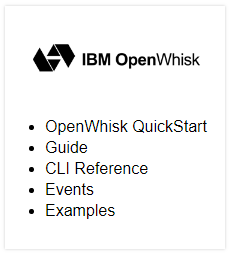 IBM OpenWhisk
OpenWhisk QuickStart
Guide
CLI Reference
Events
Examples